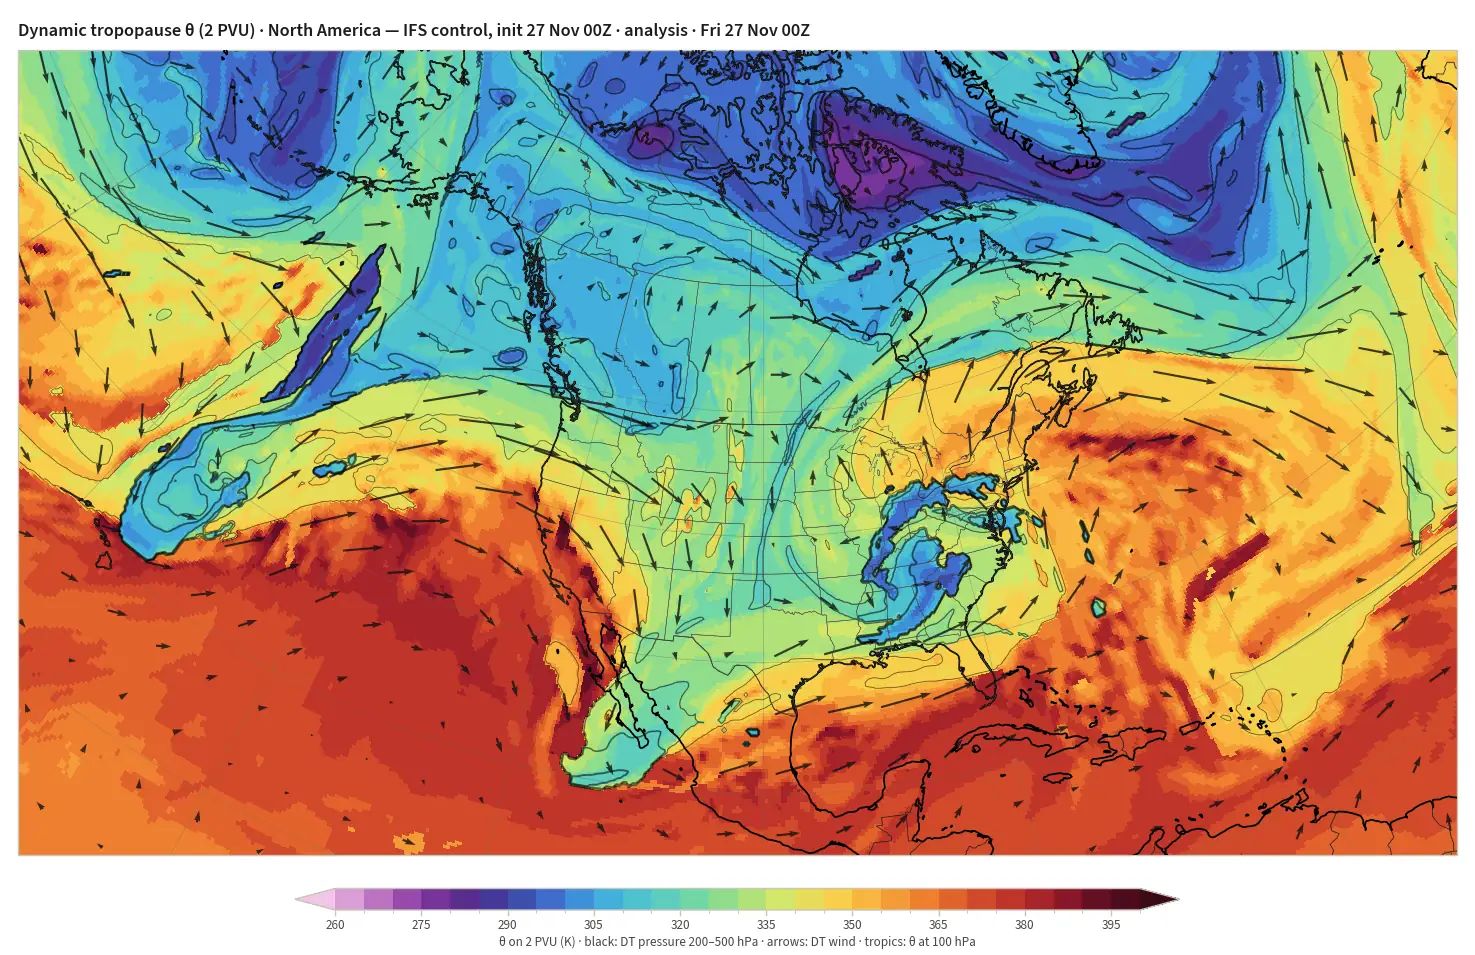 Dynamic tropopause θ (2 PVU) · North America — IFS control, init 27 Nov 00Z · analysis · Fri 27 Nov 00Z
260 275 290 305 320 335 350 365 380 395
θ on 2 PVU (K) · black: DT pressure 200–500 hPa · arrows: DT wind · tropics: θ at 100 hPa